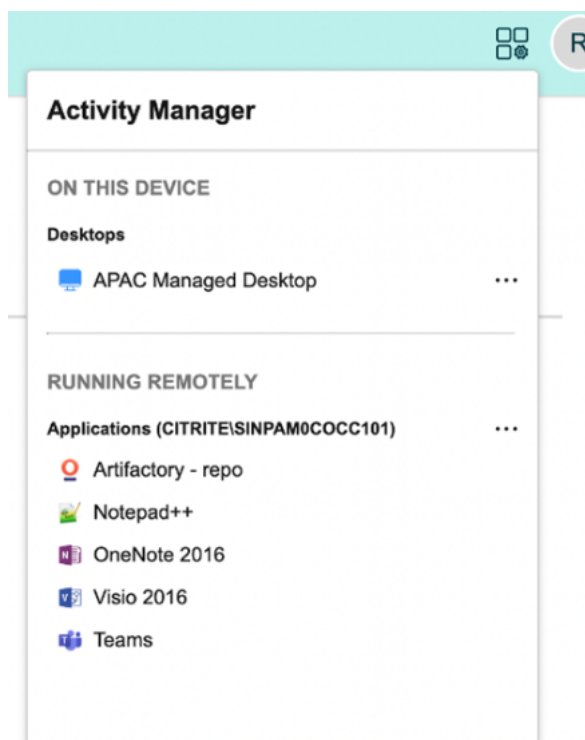 R
Activity Manager
ON THIS DEVICE
Desktops
APAC Managed Desktop
RUNNING REMOTELY
Applications (CITRITE\SINPAM0COCC101)
Artifactory - repo
Notepad++
OneNote 2016
Visio 2016
Teams